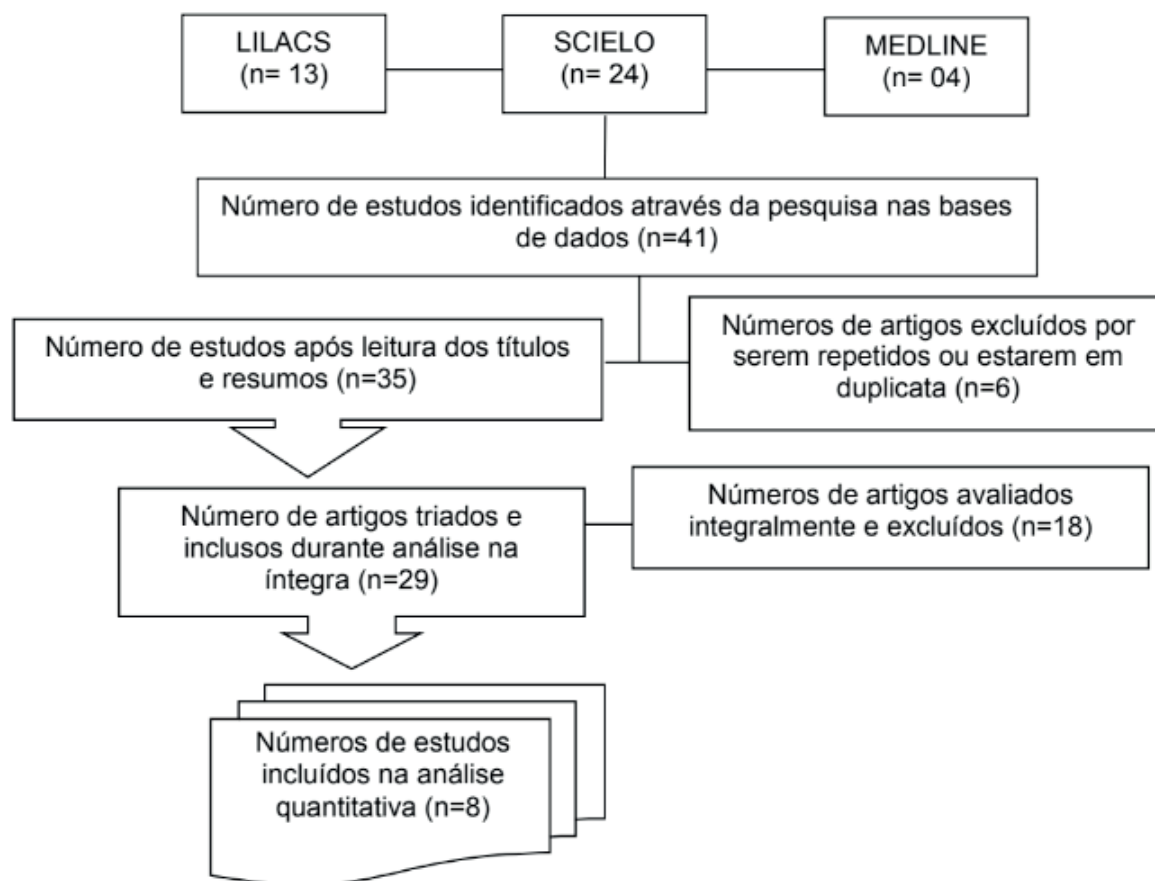 LILACS
(n= 13)
SCIELO
(n= 24)
MEDLINE
(n= 04)
Número de estudos identificados através da pesquisa nas bases
de dados (n=41)
Número de estudos após leitura dos títulos
e resumos (n=35)
Números de artigos excluídos por
serem repetidos ou estarem em
duplicata (n=6)
Número de artigos triados e
inclusos durante análise na
íntegra (n=29)
Números de artigos avaliados
integralmente e excluídos (n=18)
Números de estudos
incluídos na análise
quantitativa (n=8)